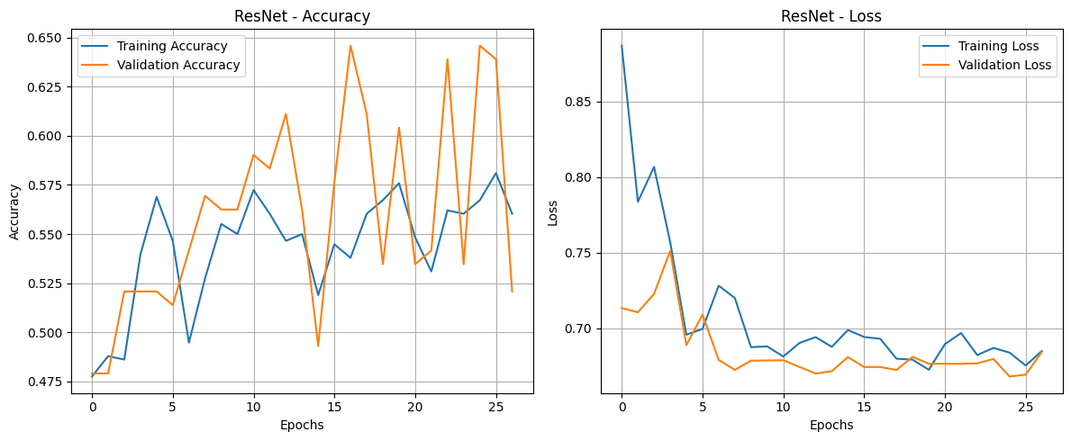 ResNet - Accuracy
Training Accuracy
Validation Accuracy
0.650
0.625
0.600
0.575
0.550
0.525
0.500
0.475
Accuracy
0 5 10 15 20 25
Epochs
ResNet - Loss
Training Loss
Validation Loss
0.85
0.80
0.75
0.70
Loss
0 5 10 15 20 25
Epochs